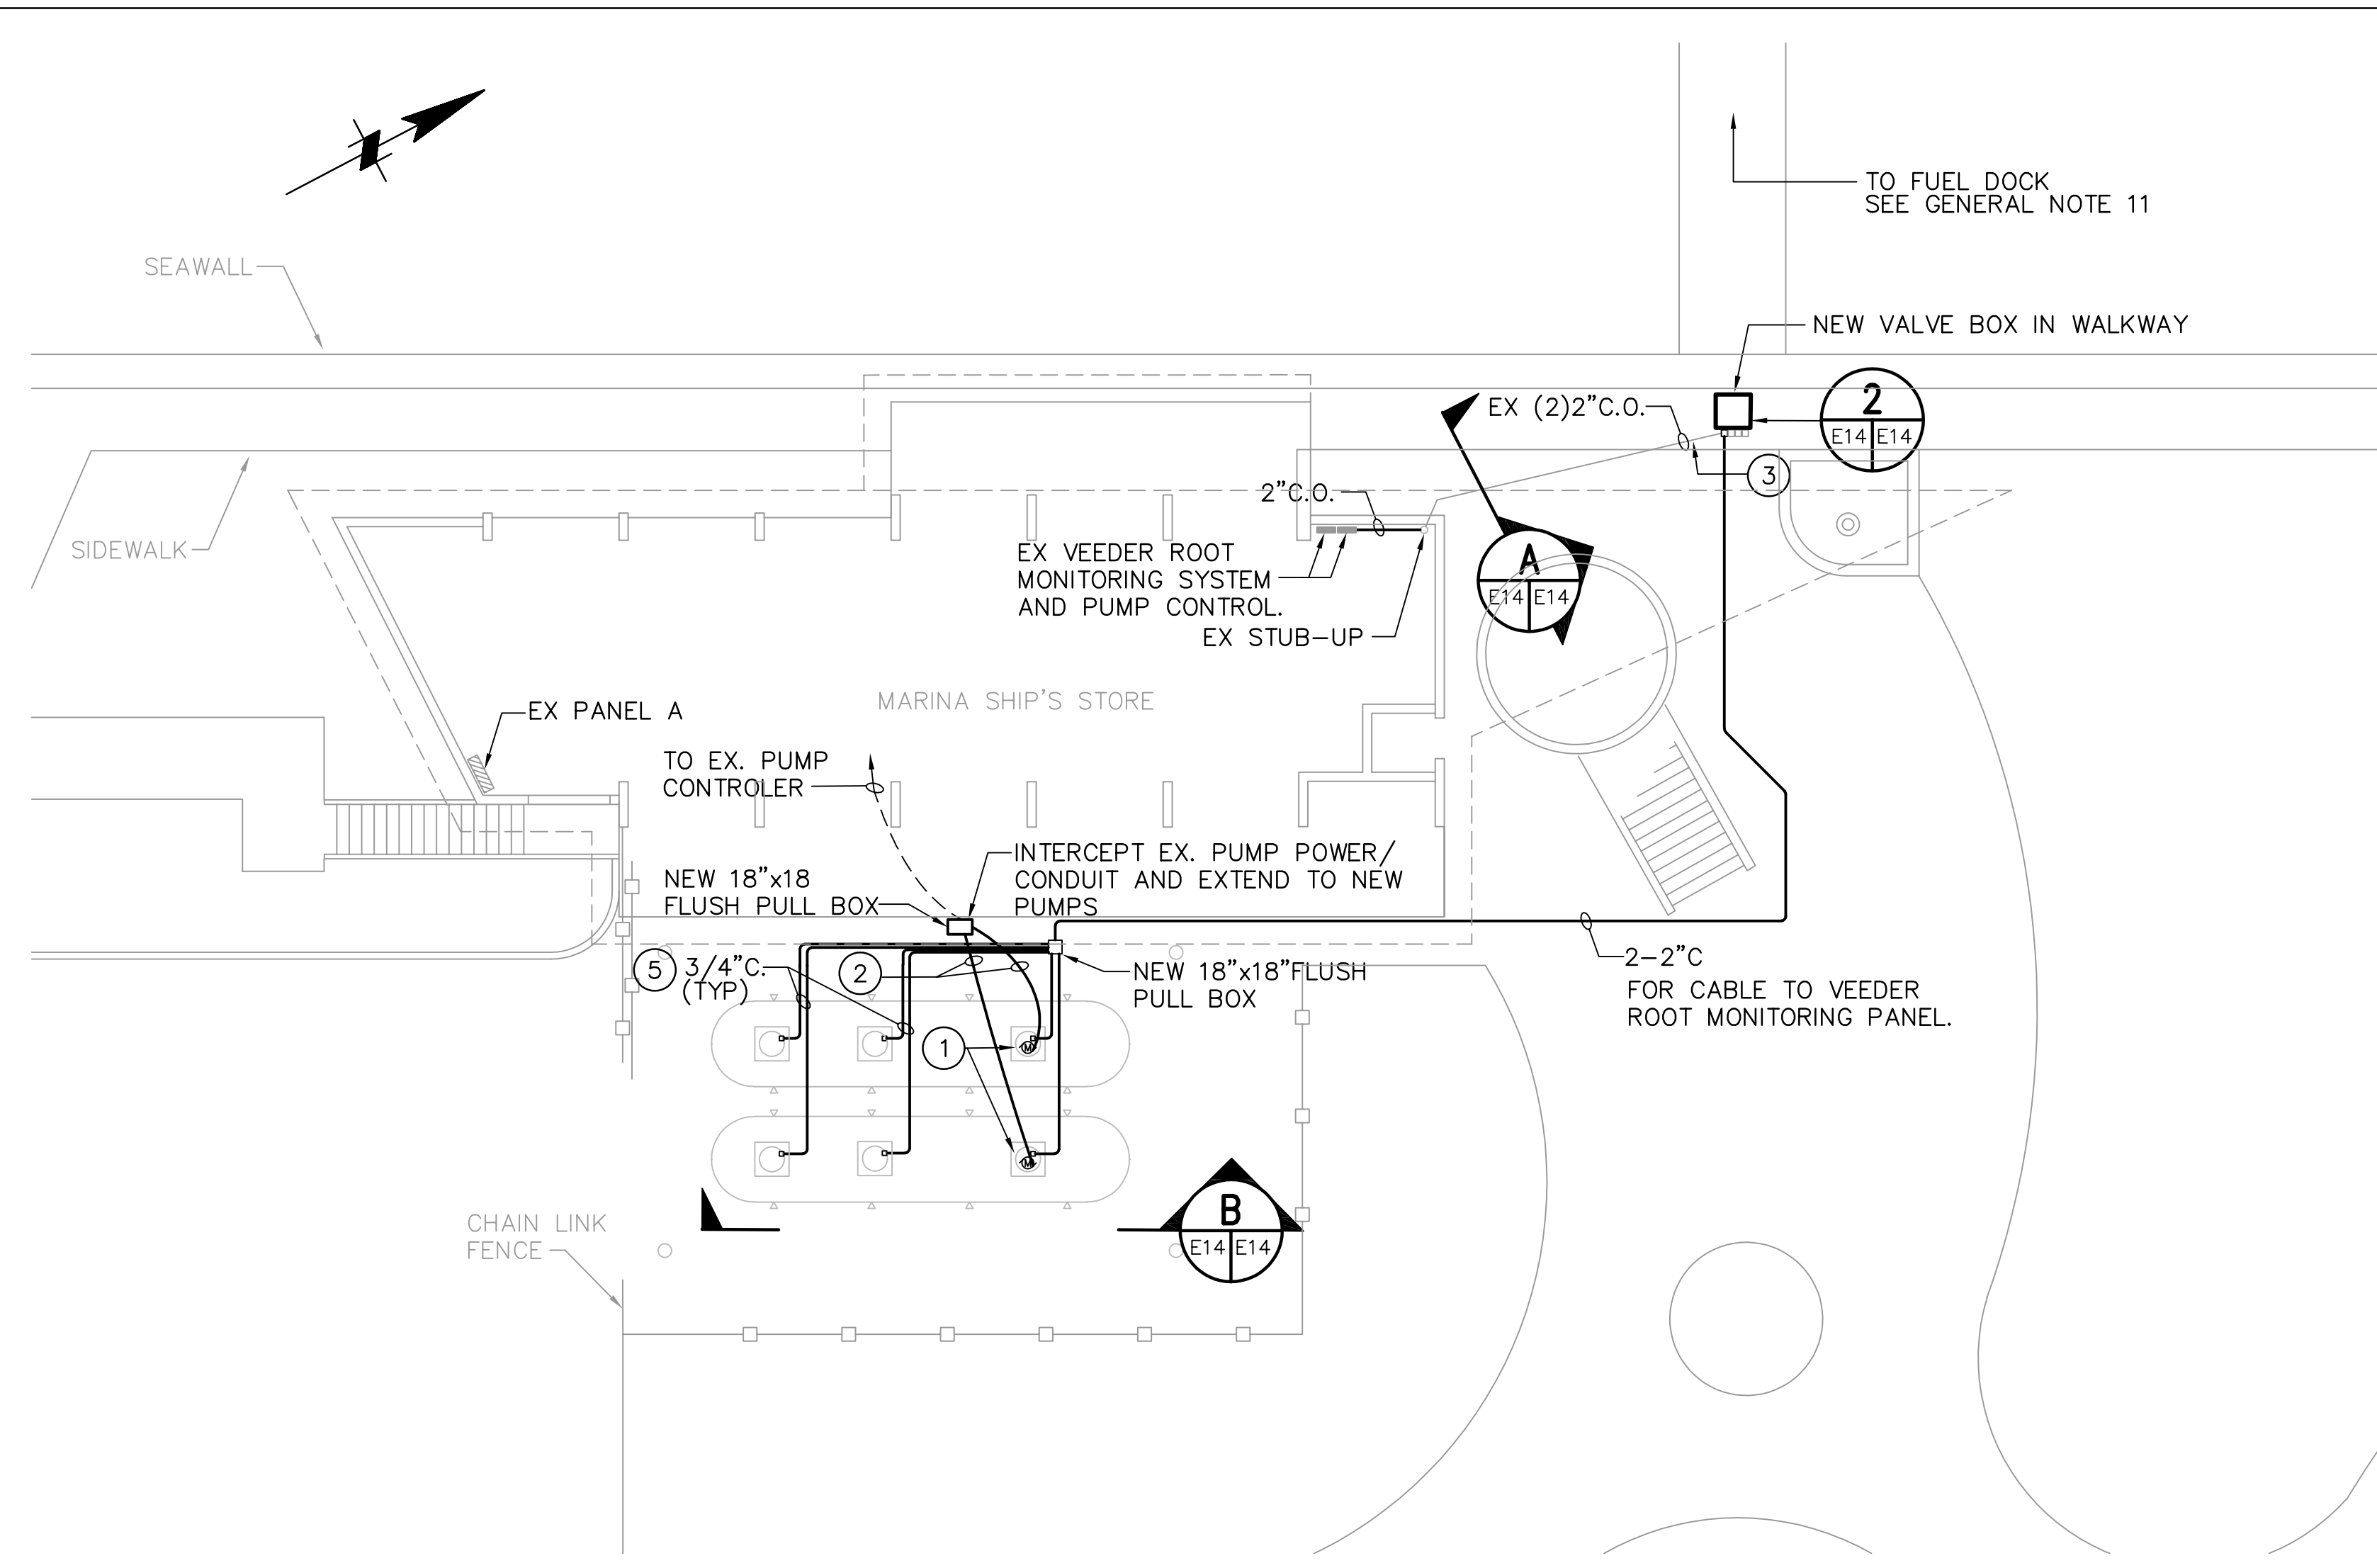 TO FUEL DOCK
SEE GENERAL NOTE 11
SEAWALL
NEW VALVE BOX IN WALKWAY
2
E14 E14
EX (2)2"C.O.
3
2"C.O.
SIDEWALK
EX VEEDER ROOT
MONITORING SYSTEM
AND PUMP CONTROL.
EX STUB-UP
A
E14 E14
MARINA SHIP'S STORE
EX PANEL A
TO EX. PUMP
CONTROLER
INTERCEPT EX. PUMP POWER/
CONDUIT AND EXTEND TO NEW
PUMPS
NEW 18"x18
FLUSH PULL BOX
5
3/4"C.
(TYP)
2
NEW 18"x18"FLUSH
PULL BOX
2-2"C
FOR CABLE TO VEEDER
ROOT MONITORING PANEL.
1
M
M
B
E14 E14
CHAIN LINK
FENCE